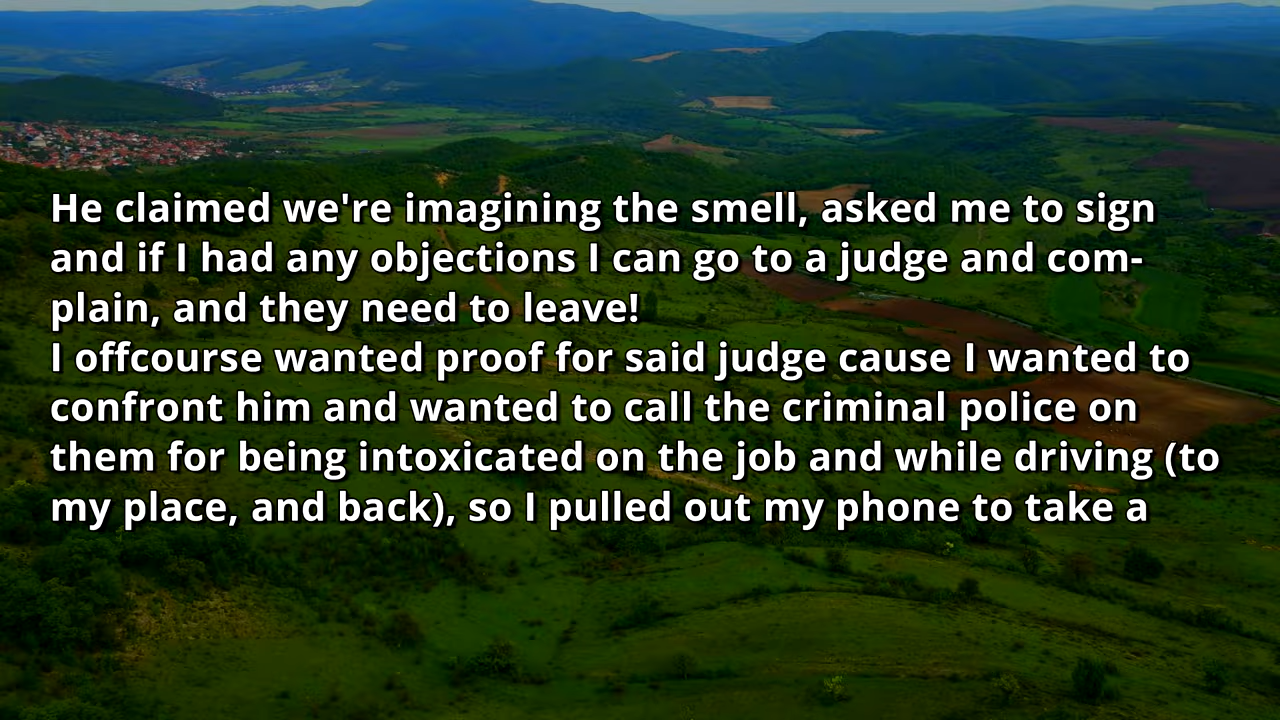 He claimed we're imagining the smell, asked me to sign
and if I had any objections I can go to a judge and com-
plain, and they need to leave!
I offcourse wanted proof for said judge cause I wanted to
confront him and wanted to call the criminal police on
them for being intoxicated on the job and while driving (to
my place, and back), so I pulled out my phone to take a